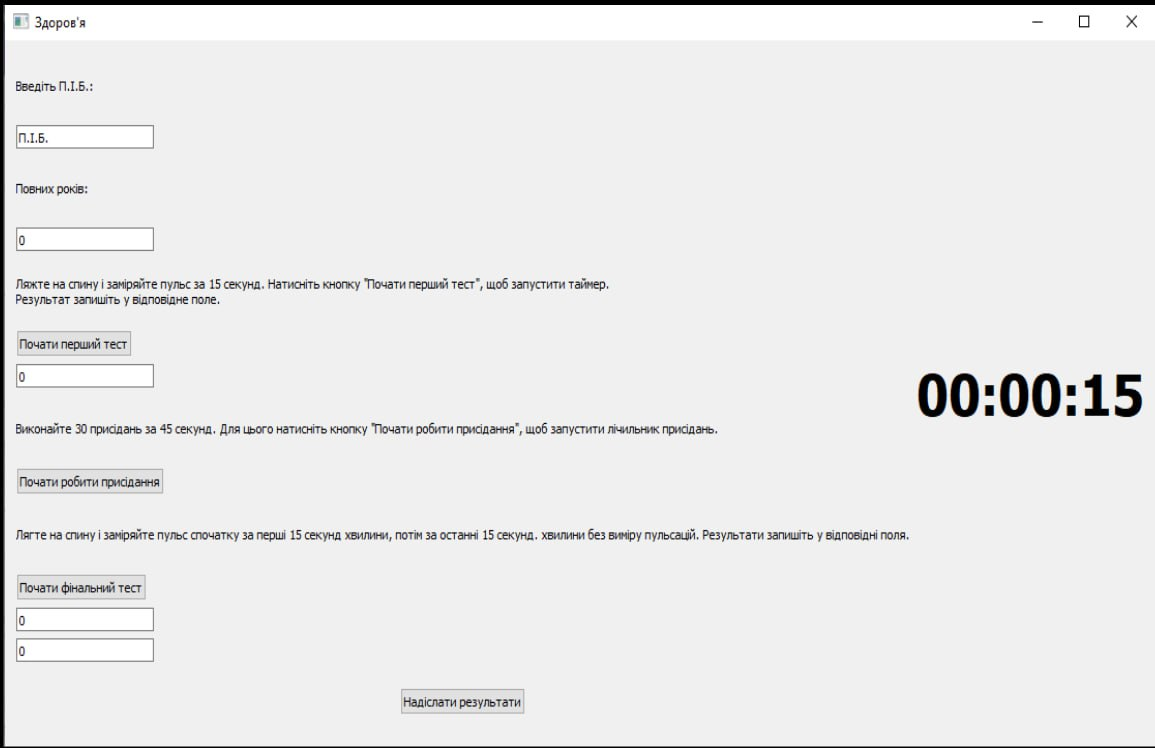 Здоров'я
Введіть П.І.Б.:
П.І.Б.
Повних років:
0
Ляжте на спину і заміряйте пульс за 15 секунд. Натисніть кнопку "Почати перший тест", щоб запустити таймер.
Результат запишіть у відповідне поле.
Почати перший тест
0
00:00:15
Виконайте 30 присідань за 45 секунд. Для цього натисніть кнопку "Почати робити присідання", щоб запустити лічильник присідань.
Почати робити присідання
Лягте на спину і заміряйте пульс спочатку за перші 15 секунд хвилини, потім за останні 15 секунд. хвилини без виміру пульсацій. Результати запишіть у відповідні поля.
Почати фінальний тест
0
0
Надіслати результати